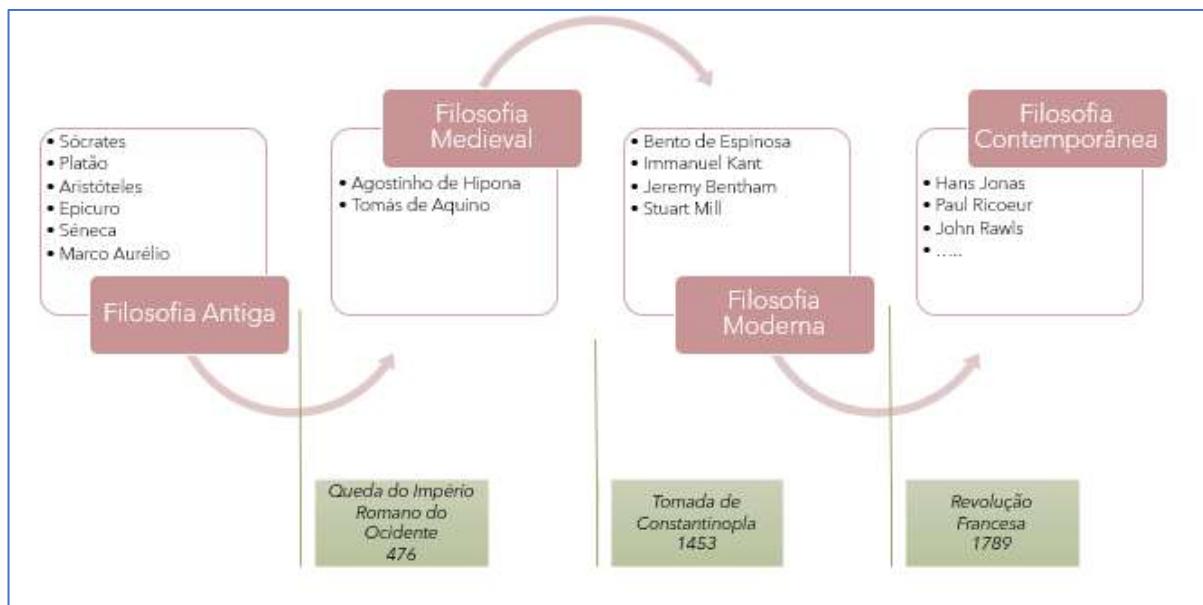 Sócrates
Platão
Aristóteles
Epicuro
Séneca
Marco Aurélio
Filosofia Antiga
Filosofia
Medieval
Agostinho de Hipona
Tomás de Aquino
Bento de Espinosa
Immanuel Kant
Jeremy Bentham
Stuart Mill
Filosofia
Moderna
Filosofia
Contemporânea
Hans Jonas
Paul Ricoeur
John Rawls
.....
Queda do Império
Romano do
Ocidente
476
Tomada de
Constantinopla
1453
Revolução
Francesa
1789